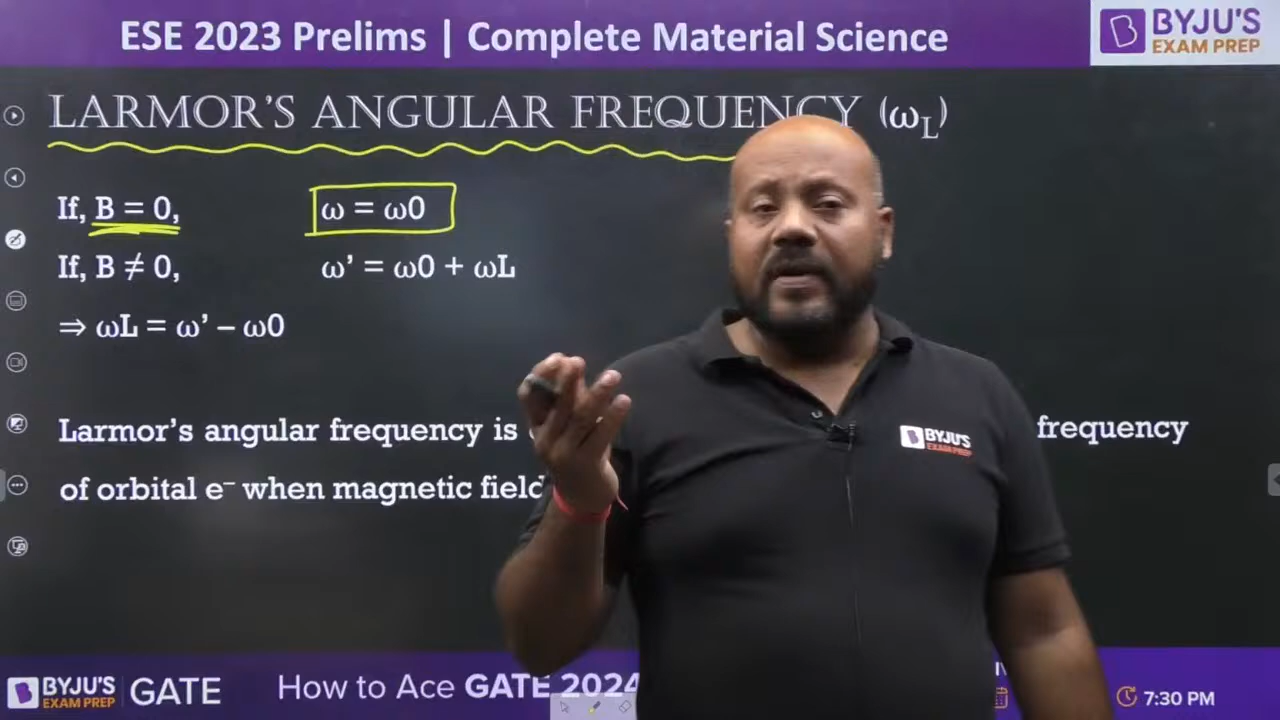 ESE 2023 Prelims | Complete Material Science
BYJU'S
EXAM PREP
LARMOR'S ANGULAR FREQUENCY (ωL)
If, B = 0, ω = ω0
If, B ≠ 0, ω' = ω0 + ωL
⇒ ωL = ω' – ω0
Larmor's angular frequency is frequency
of orbital e⁻ when magnetic field
BYJU'S
EXAM PREP
BYJU'S
EXAM PREP
GATE
How to Ace GATE 2024
7:30 PM